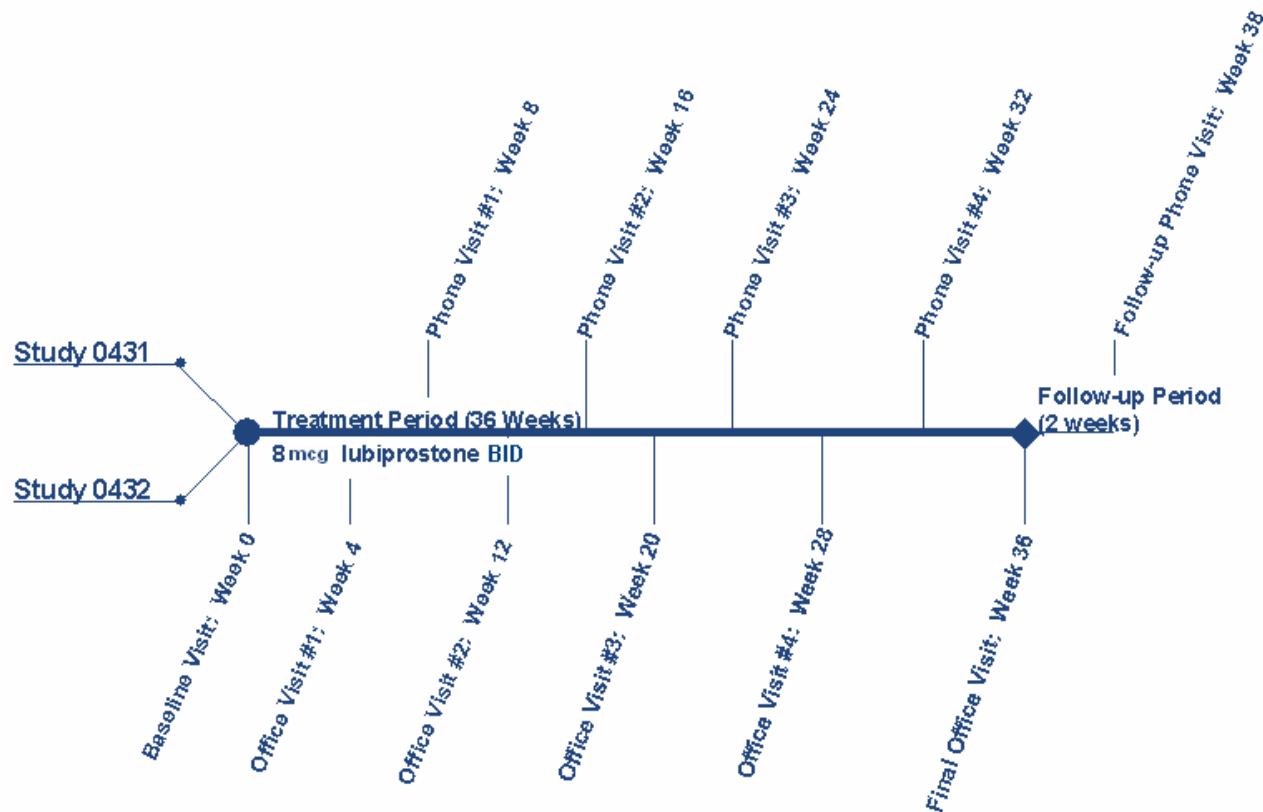 Phone Visit #1; Week 8
Phone Visit #2; Week 16
Phone Visit #3; Week 24
Phone Visit #4; Week 32
Follow-up Phone Visit; Week 38
Study 0431
Treatment Period (36 Weeks)
8 mcg lubiprostone BID
Follow-up Period
(2 weeks)
Study 0432
Baseline Visit; Week 0
Office Visit #1; Week 4
Office Visit #2; Week 12
Office Visit #3; Week 20
Office Visit #4; Week 28
Final Office Visit; Week 36